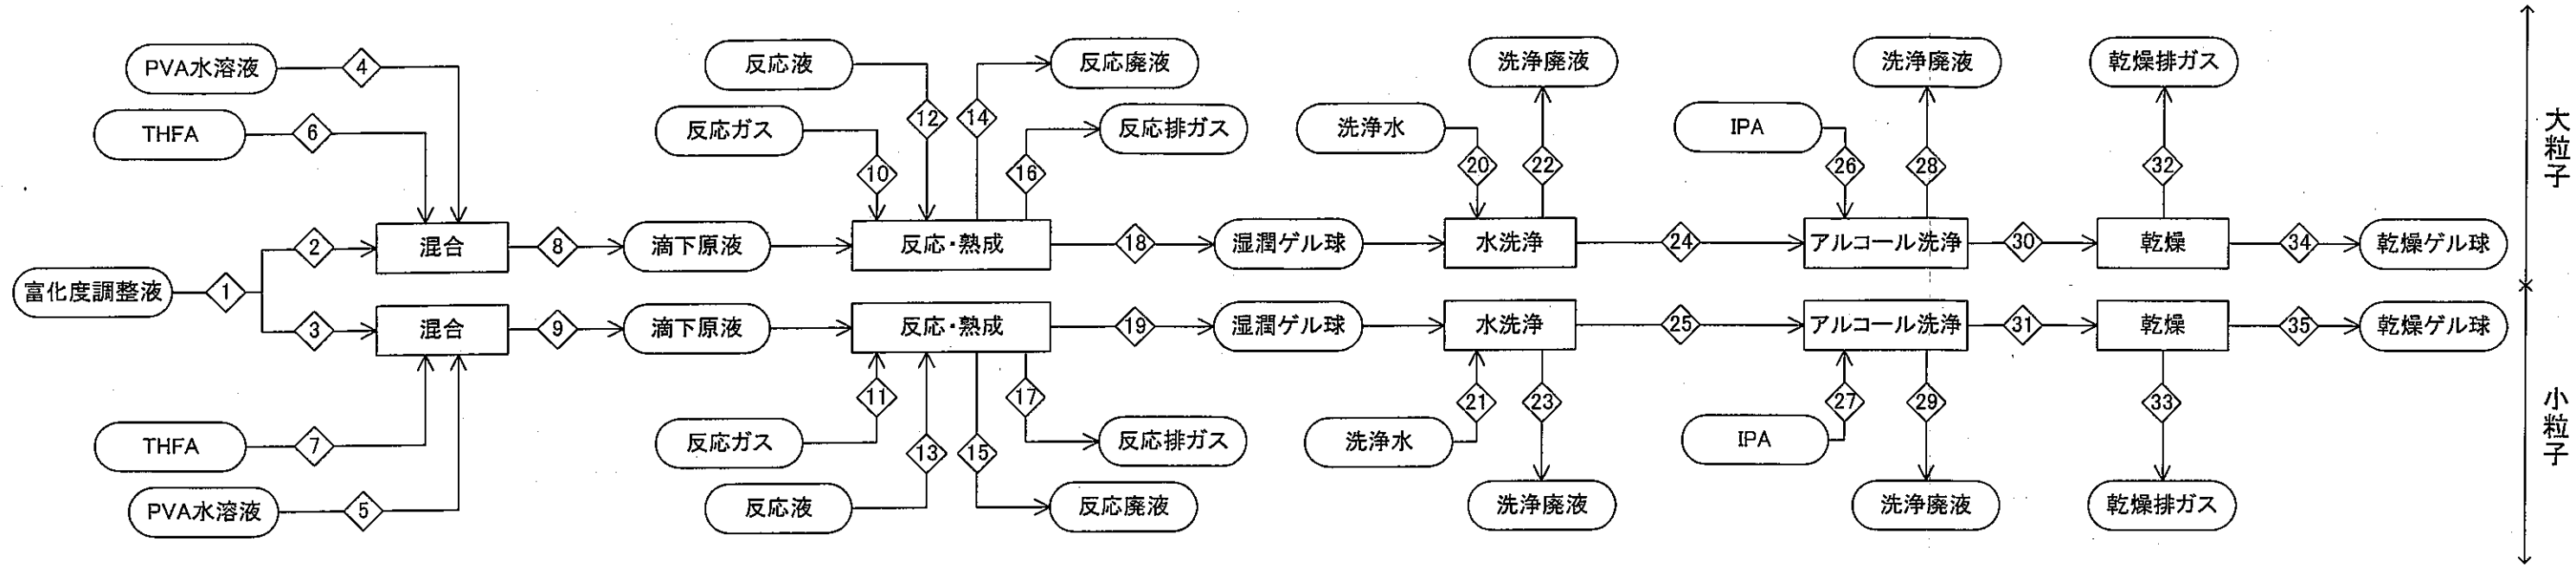 PVA水溶液
4
反応液
反応廃液
洗浄廃液
洗浄廃液
乾燥排ガス
THFA
6
反応ガス
12
14
反応排ガス
洗浄水
IPA
10
16
20
22
26
28
32
大粒子
2
混合
8
滴下原液
反応・熟成
18
湿潤ゲル球
水洗浄
24
アルコール洗浄
30
乾燥
34
乾燥ゲル球
富化度調整液
1
3
混合
9
滴下原液
反応・熟成
19
湿潤ゲル球
水洗浄
25
アルコール洗浄
31
乾燥
35
乾燥ゲル球
小粒子
11
17
21
23
27
29
33
THFA
7
反応ガス
13
15
反応排ガス
洗浄水
IPA
PVA水溶液
5
反応液
反応廃液
洗浄廃液
洗浄廃液
乾燥排ガス